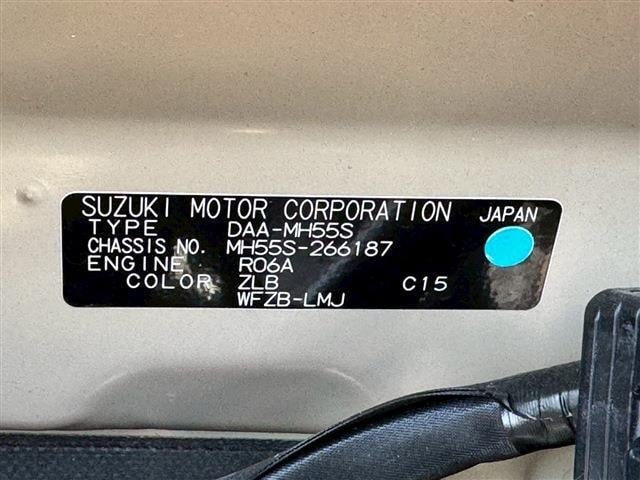 SUZUKI MOTOR CORPORATION JAPAN
TYPE DAA-MH55S
CHASSIS NO. MH55S-266187
ENGINE R06A
COLOR ZLB C15
WFZB-LMJ